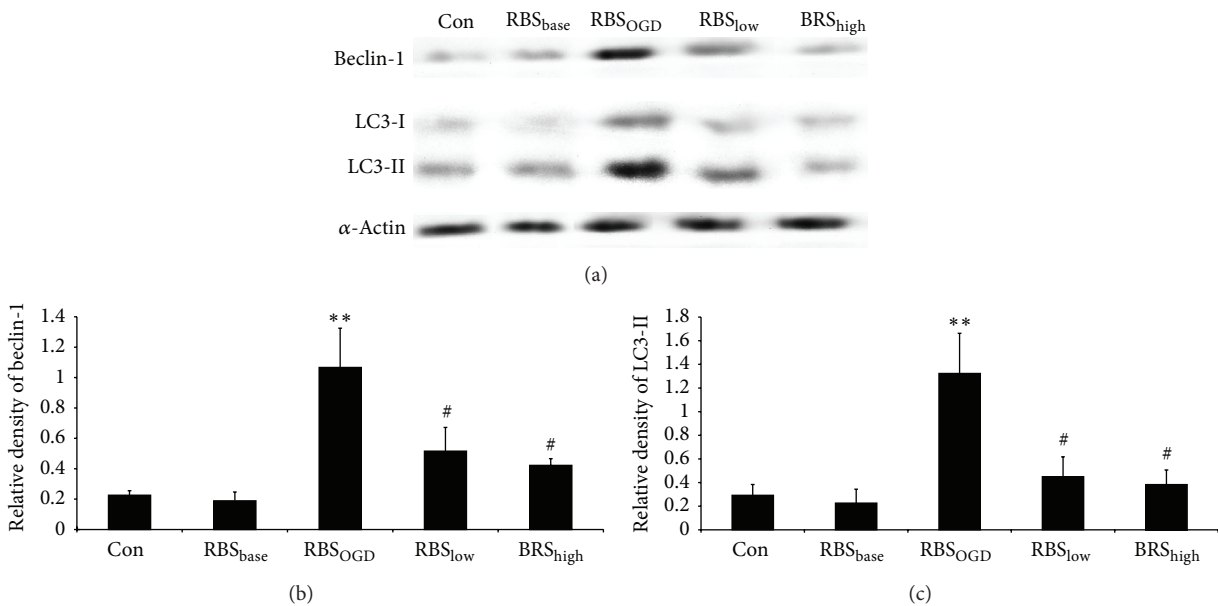 Con RBSbase RBSOGD RBSlow BRShigh
Beclin-1
LC3-I
LC3-II
α-Actin
(a)
Relative density of beclin-1
1.4
1.2
1
0.8
0.6
0.4
0.2
0
**
#
#
Con RBSbase RBSOGD RBSlow BRShigh
(b)
Relative density of LC3-II
1.8
1.6
1.4
1.2
1
0.8
0.6
0.4
0.2
0
**
#
#
Con RBSbase RBSOGD RBSlow BRShigh
(c)